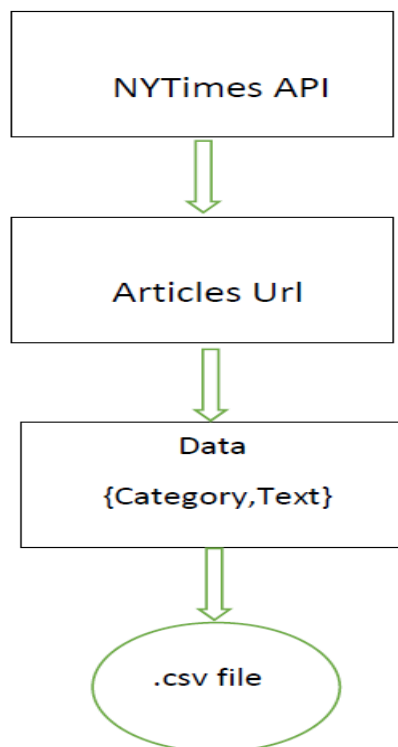 NYTimes API
Articles Url
Data
{Category,Text}
.csv file